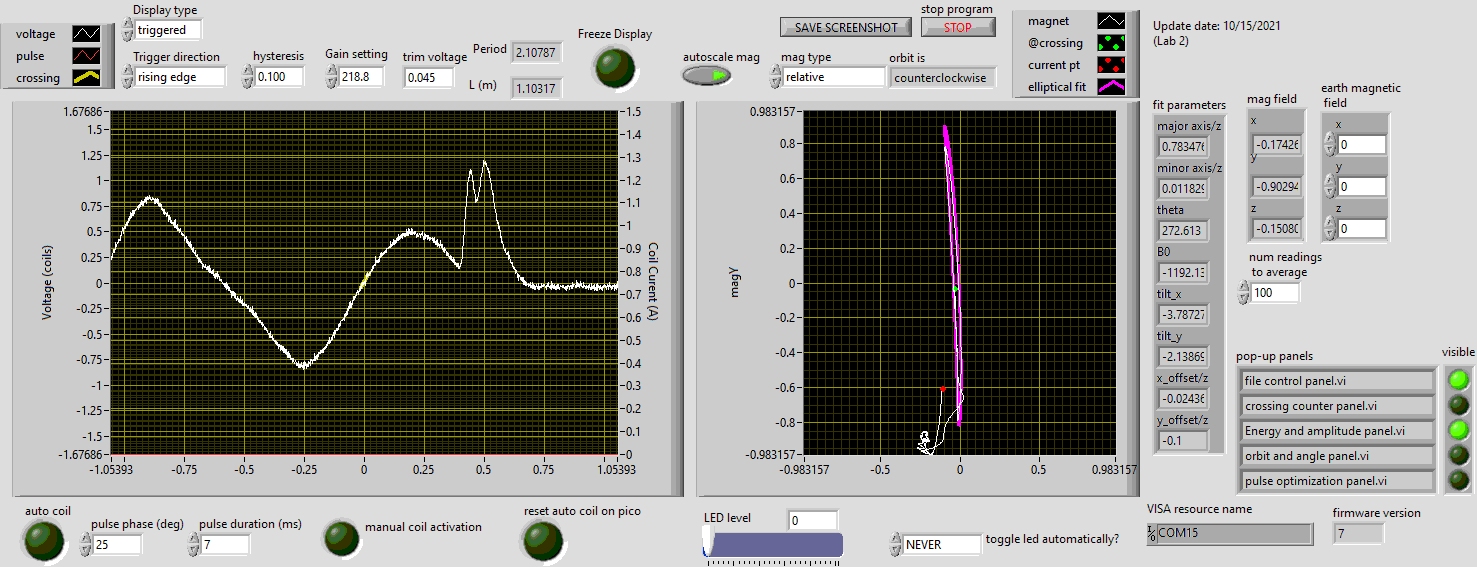 Display type
triggered
voltage
pulse
crossing
Trigger direction
rising edge
hysteresis
0.100
Gain setting
218.8
trim voltage
0.045
Period
2.10787
L (m)
1.10317
Freeze Display
SAVE SCREENSHOT
stop program
STOP
autoscale mag
mag type
relative
orbit is
counterclockwise
magnet
@crossing
current pt
elliptical fit
Update date: 10/15/2021
(Lab 2)
Voltage (coils)
1.67686
1.5
1.25
1
0.75
0.5
0.25
0
-0.25
-0.5
-0.75
-1
-1.25
-1.5
-1.67686
-1.05393
-0.75
-0.5
-0.25
0
0.25
0.5
0.75
1.05393
1.5
1.4
1.3
1.2
1.1
1
0.9
0.8
0.7
0.6
0.5
0.4
0.3
0.2
0.1
0
Coil Current (A)
magY
0.983157
0.8
0.6
0.4
0.2
0
-0.2
-0.4
-0.6
-0.8
-0.983157
-0.983157
-0.5
0
0.5
0.983157
fit parameters
major axis/z
0.783476
minor axis/z
0.011829
theta
272.613
B0
-1192.13
tilt_x
-3.78727
tilt_y
-2.13869
x_offset/z
-0.02436
y_offset/z
-0.1
mag field
x
-0.17426
y
-0.90294
z
-0.15080
earth magnetic
field
x
0
y
0
z
0
num readings
to average
100
pop-up panels
visible
file control panel.vi
crossing counter panel.vi
Energy and amplitude panel.vi
orbit and angle panel.vi
pulse optimization panel.vi
auto coil
pulse phase (deg)
25
pulse duration (ms)
7
manual coil activation
reset auto coil on pico
LED level
0
NEVER
toggle led automatically?
VISA resource name
COM15
firmware version
7